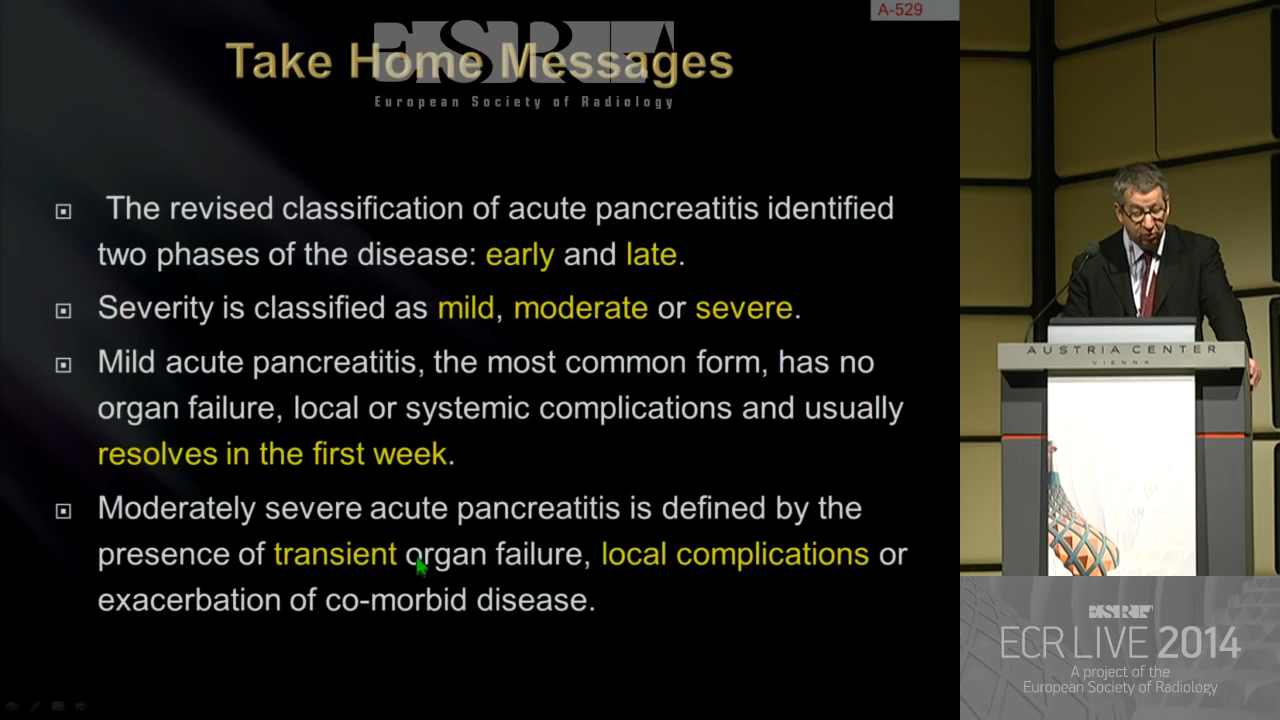 A-529
Take Home Messages
European Society of Radiology
The revised classification of acute pancreatitis identified
two phases of the disease: early and late.
Severity is classified as mild, moderate or severe.
Mild acute pancreatitis, the most common form, has no
organ failure, local or systemic complications and usually
resolves in the first week.
Moderately severe acute pancreatitis is defined by the
presence of transient organ failure, local complications or
exacerbation of co-morbid disease.
AUSTRIA CENTER
VIENNA
ECR LIVE 2014
A project of the
European Society of Radiology